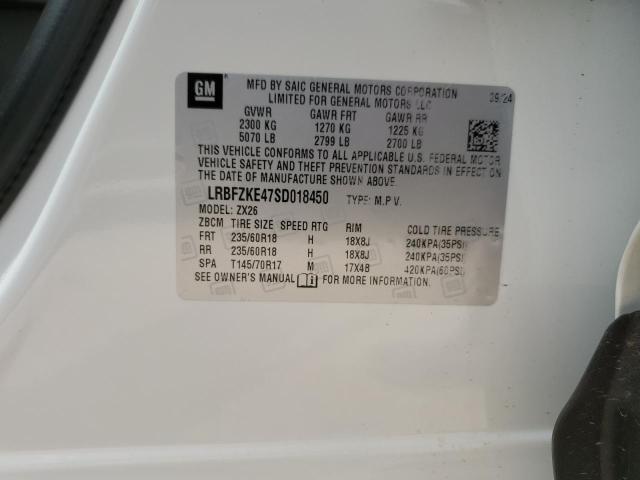 GM
MFD BY SAIC GENERAL MOTORS CORPORATION 09/24
LIMITED FOR GENERAL MOTORS LLC
GVWR GAWR FRT GAWR RR
2300 KG 1270 KG 1225 KG
5070 LB 2799 LB 2700 LB
THIS VEHICLE CONFORMS TO ALL APPLICABLE U.S. FEDERAL MOTOR
VEHICLE SAFETY AND THEFT PREVENTION STANDARDS IN EFFECT ON
THE DATE OF MANUFACTURE SHOWN ABOVE.
LRBFZKE47SD018450 TYPE: M.P.V.
MODEL: ZX26
ZBCM TIRE SIZE SPEED RTG RIM COLD TIRE PRESSURE
FRT 235/60R18 H 18X8J 240KPA(35PSI)
RR 235/60R18 H 18X8J 240KPA(35PSI)
SPA T145/70R17 M 17X4B 420KPA(60PSI)
SEE OWNER'S MANUAL FOR MORE INFORMATION.